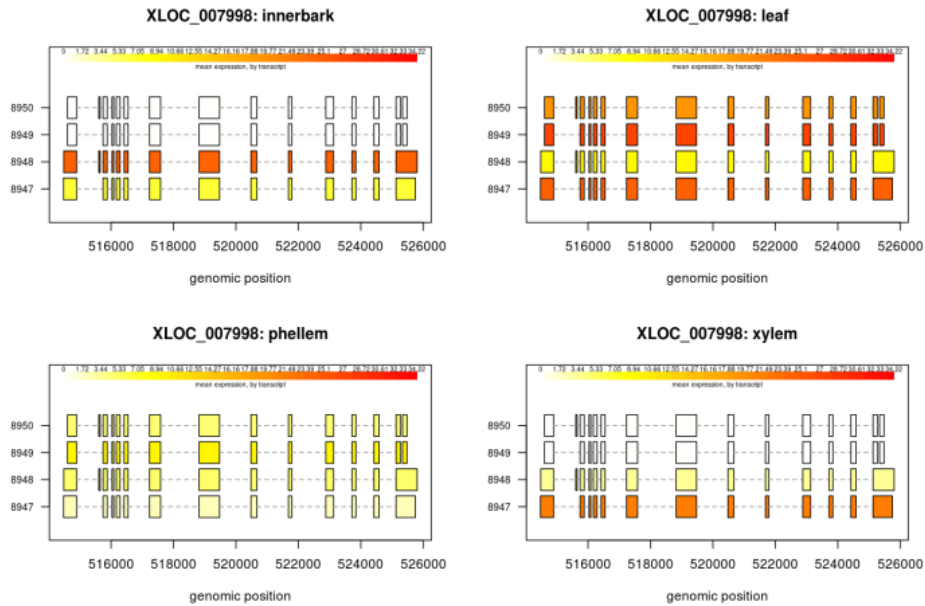 XLOC_007998: innerbark
0 1.72 3.44 5.33 7.05 8.94 10.66 12.55 14.27 16.16 17.88 19.77 21.49 23.39 25.1 27 28.72 30.61 32.33 34.22
mean expression, by transcript
8950
8949
8948
8947
516000 518000 520000 522000 524000 526000
genomic position
XLOC_007998: leaf
0 1.72 3.44 5.33 7.05 8.94 10.66 12.55 14.27 16.16 17.88 19.77 21.49 23.39 25.1 27 28.72 30.61 32.33 34.22
mean expression, by transcript
8950
8949
8948
8947
516000 518000 520000 522000 524000 526000
genomic position
XLOC_007998: phellem
0 1.72 3.44 5.33 7.05 8.94 10.66 12.55 14.27 16.16 17.88 19.77 21.49 23.39 25.1 27 28.72 30.61 32.33 34.22
mean expression, by transcript
8950
8949
8948
8947
516000 518000 520000 522000 524000 526000
genomic position
XLOC_007998: xylem
0 1.72 3.44 5.33 7.05 8.94 10.66 12.55 14.27 16.16 17.88 19.77 21.49 23.39 25.1 27 28.72 30.61 32.33 34.22
mean expression, by transcript
8950
8949
8948
8947
516000 518000 520000 522000 524000 526000
genomic position